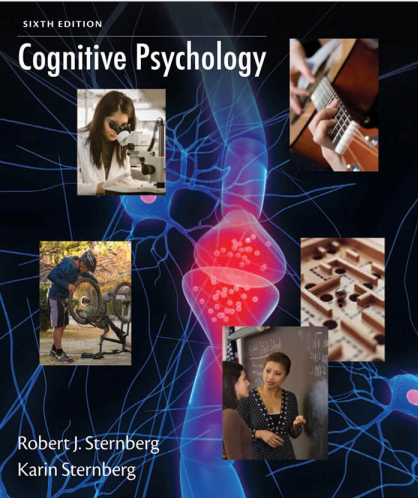 SIXTH EDITION
Cognitive Psychology
Robert J. Sternberg
Karin Sternberg